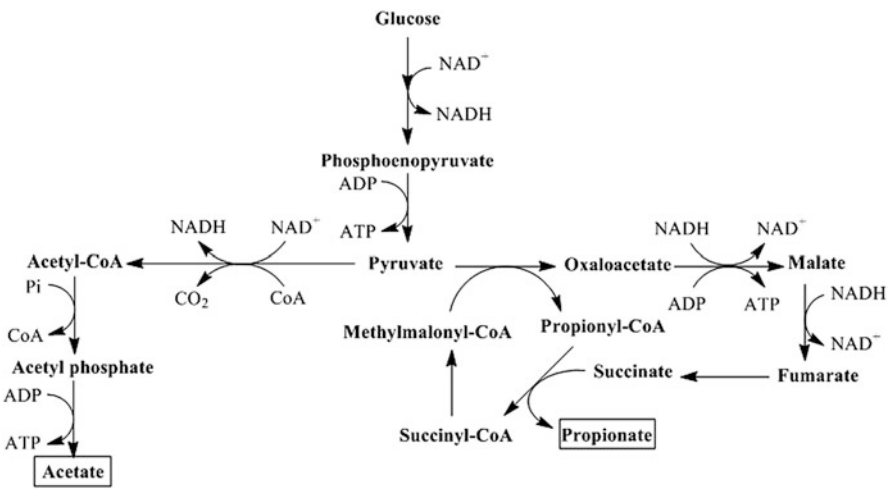 Glucose
NAD+
NADH
Phosphoenopyruvate
ADP
ATP
NADH NAD+ NADH NAD+
Acetyl-CoA Pyruvate Oxaloacetate Malate
Pi CO2 CoA ADP ATP NADH
CoA Methylmalonyl-CoA Propionyl-CoA NAD+
Acetyl phosphate Succinate Fumarate
ADP
ATP Succinyl-CoA Propionate
Acetate